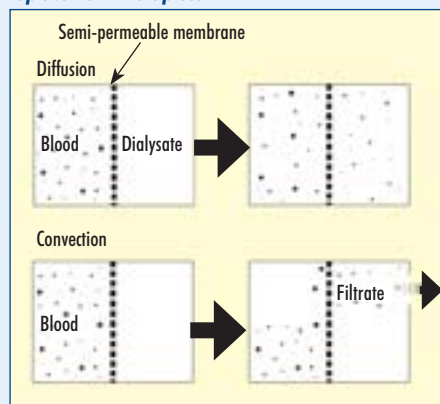 Semi-permeable membrane
Diffusion
Blood
Dialysate
Convection
Blood
Filtrate